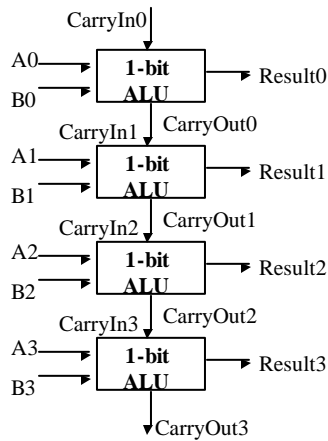 CarryIn0
A0
1-bit
Result0
B0
ALU
CarryIn1
CarryOut0
A1
1-bit
Result1
B1
ALU
CarryIn2
CarryOut1
A2
1-bit
Result2
B2
ALU
CarryIn3
CarryOut2
A3
1-bit
Result3
B3
ALU
CarryOut3